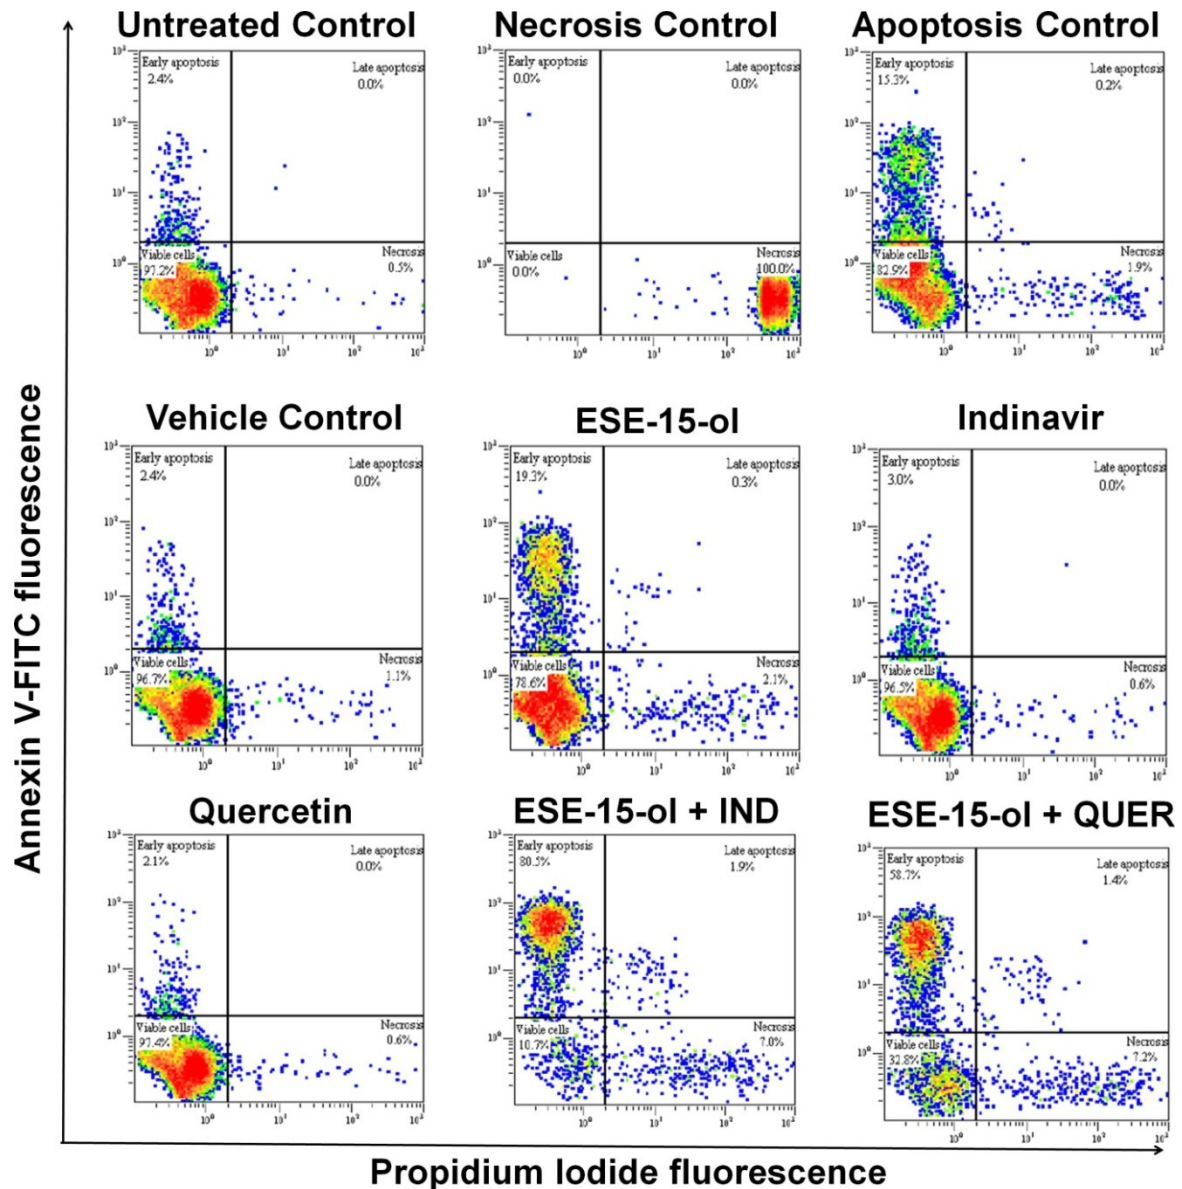 Untreated Control
Necrosis Control
Apoptosis Control
Early apoptosis
2.4%
Late apoptosis
0.0%
Viable cells
97.2%
Necrosis
0.5%
Early apoptosis
0.0%
Late apoptosis
0.0%
Viable cells
0.0%
Necrosis
100.0%
Early apoptosis
15.3%
Late apoptosis
0.2%
Viable cells
82.9%
Necrosis
1.9%
Vehicle Control
ESE-15-ol
Indinavir
Early apoptosis
2.4%
Late apoptosis
0.0%
Viable cells
96.7%
Necrosis
1.1%
Early apoptosis
19.3%
Late apoptosis
0.3%
Viable cells
78.6%
Necrosis
2.1%
Early apoptosis
3.0%
Late apoptosis
0.0%
Viable cells
96.5%
Necrosis
0.6%
Quercetin
ESE-15-ol + IND
ESE-15-ol + QUER
Early apoptosis
2.1%
Late apoptosis
0.0%
Viable cells
97.4%
Necrosis
0.6%
Early apoptosis
80.5%
Late apoptosis
1.9%
Viable cells
10.7%
Necrosis
7.0%
Early apoptosis
58.7%
Late apoptosis
1.4%
Viable cells
32.8%
Necrosis
7.2%
Annexin V-FITC fluorescence
Propidium Iodide fluorescence